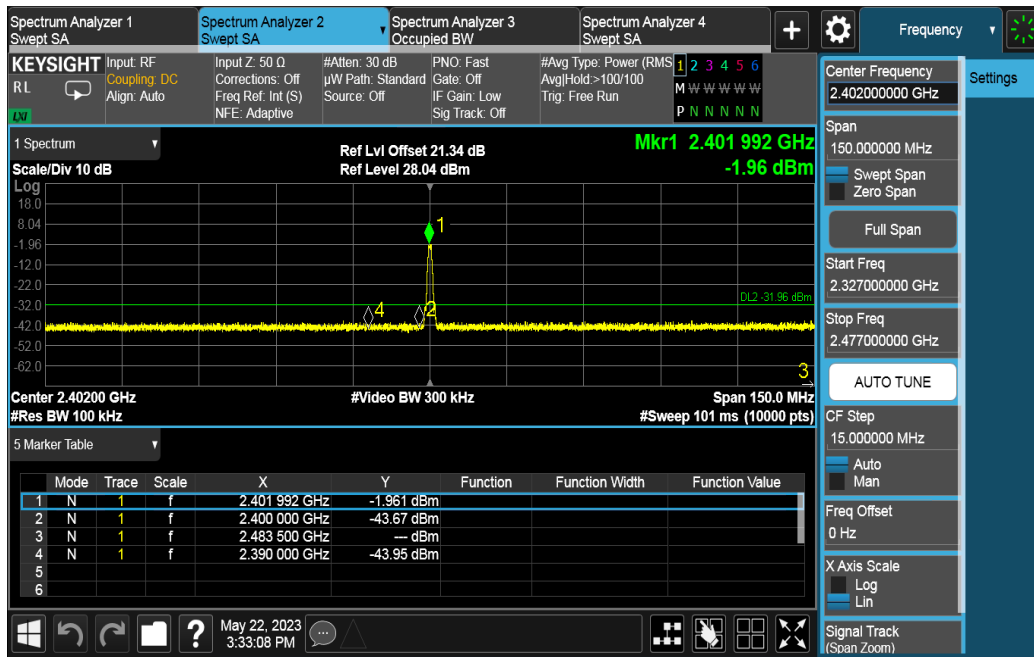 Spectrum Analyzer 1
Swept SA
Spectrum Analyzer 2
Swept SA
Spectrum Analyzer 3
Occupied BW
Spectrum Analyzer 4
Swept SA
+
Frequency
KEYSIGHT
RL
LXI
Input: RF
Coupling: DC
Align: Auto
Input Z: 50 Ω
Corrections: Off
Freq Ref: Int (S)
NFE: Adaptive
#Atten: 30 dB
µW Path: Standard
Source: Off
PNO: Fast
Gate: Off
IF Gain: Low
Sig Track: Off
#Avg Type: Power (RMS
Avg|Hold:>100/100
Trig: Free Run
1 2 3 4 5 6
M W W W W W W
P N N N N N N
1 Spectrum
Scale/Div 10 dB
Ref Lvl Offset 21.34 dB
Ref Level 28.04 dBm
Mkr1 2.401 992 GHz
-1.96 dBm
Log
18.0
8.04
-1.96
-12.0
-22.0
-32.0
-42.0
-52.0
-62.0
1
DL2 -31.96 dBm
4
2
3
Center 2.40200 GHz
#Video BW 300 kHz
Span 150.0 MHz
#Res BW 100 kHz
#Sweep 101 ms (10000 pts)
5 Marker Table
Mode Trace Scale X Y Function Function Width Function Value
1 N 1 f 2.401 992 GHz -1.961 dBm
2 N 1 f 2.400 000 GHz -43.67 dBm
3 N 1 f 2.483 500 GHz --- dBm
4 N 1 f 2.390 000 GHz -43.95 dBm
5
6
?
May 22, 2023
3:33:08 PM
Center Frequency
2.402000000 GHz
Span
150.000000 MHz
Swept Span
Zero Span
Full Span
Start Freq
2.327000000 GHz
Stop Freq
2.477000000 GHz
AUTO TUNE
CF Step
15.000000 MHz
Auto
Man
Freq Offset
0 Hz
X Axis Scale
Log
Lin
Signal Track
(Span Zoom)
Settings